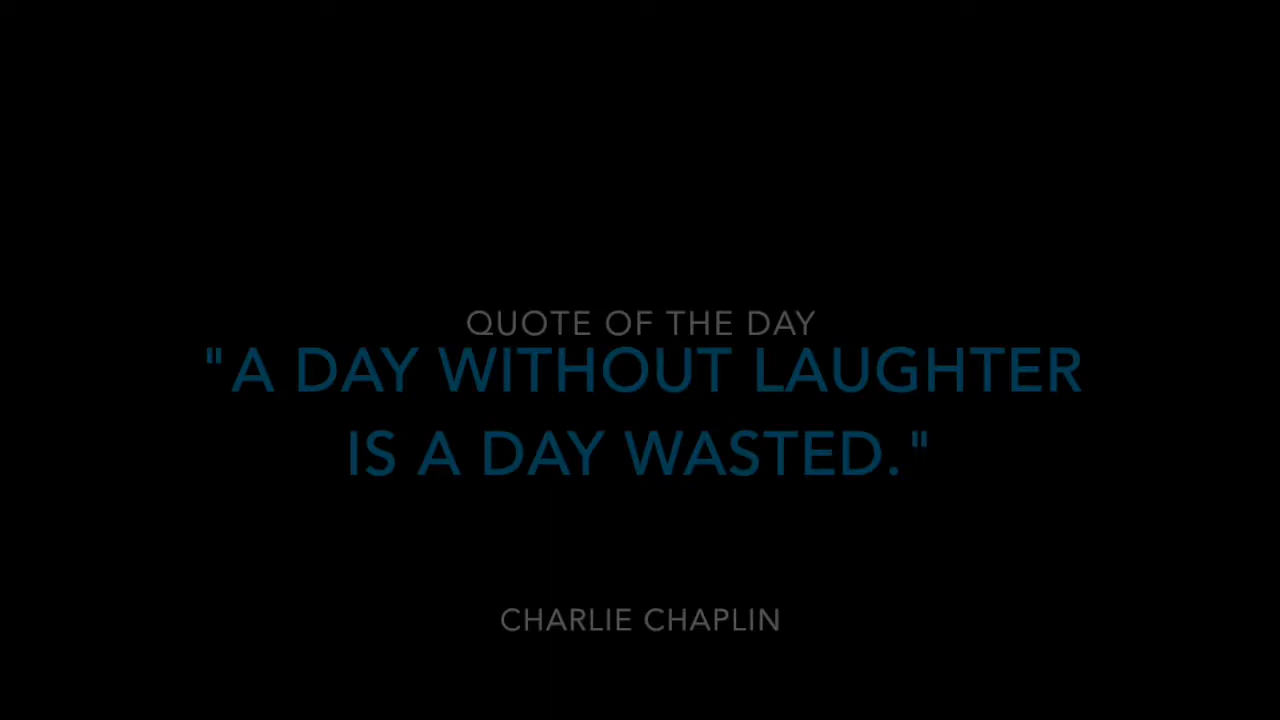 QUOTE OF THE DAY
"A DAY WITHOUT LAUGHTER
IS A DAY WASTED."
CHARLIE CHAPLIN